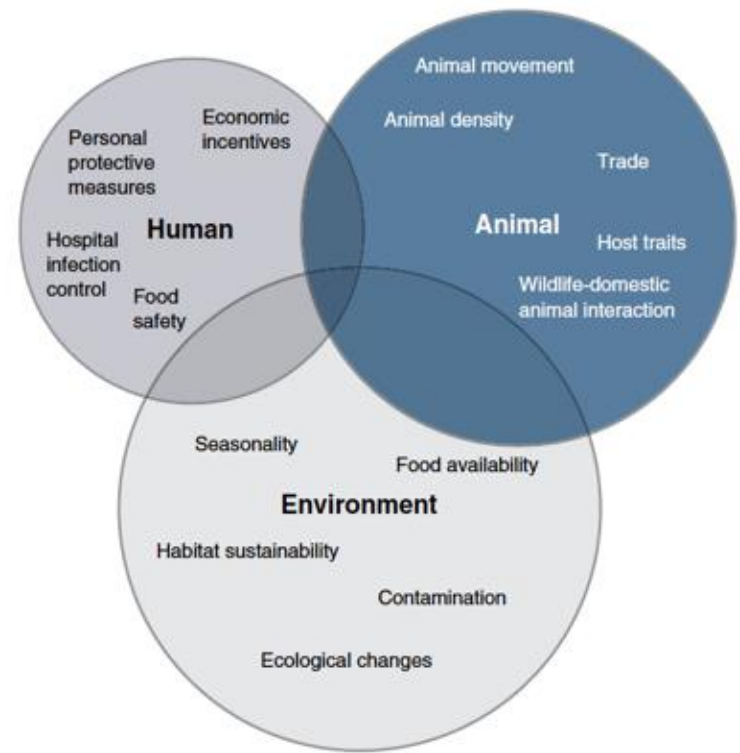 Economic
incentives
Personal
protective
measures
Human
Hospital
infection
control
Food
safety
Animal movement
Animal density
Trade
Animal
Host traits
Wildlife-domestic
animal interaction
Seasonality
Food availability
Environment
Habitat sustainability
Contamination
Ecological changes